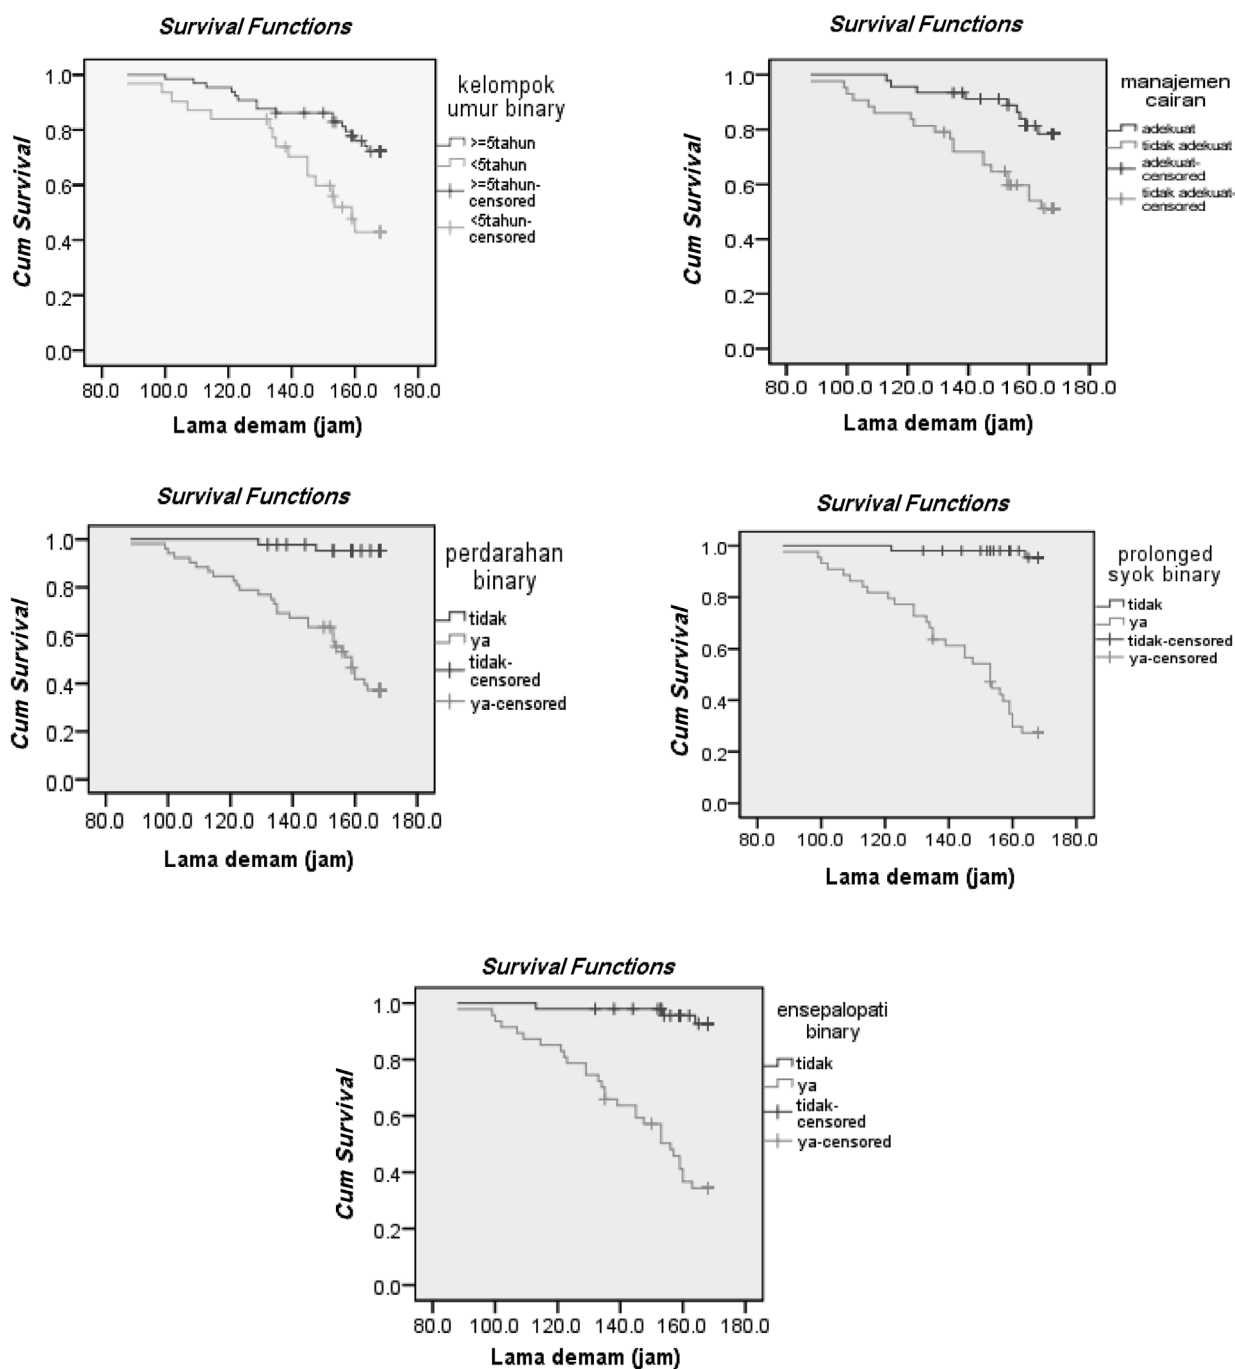 Survival Functions
Cum Survival
1.0
0.8
0.6
0.4
0.2
0.0
80.0 100.0 120.0 140.0 160.0 180.0
Lama demam (jam)
kelompok
umur binary
>=5tahun
<5tahun
>=5tahun-
censored
<5tahun-
censored
Survival Functions
Cum Survival
1.0
0.8
0.6
0.4
0.2
0.0
80.0 100.0 120.0 140.0 160.0 180.0
Lama demam (jam)
manajemen
cairan
adekuat
tidak adekuat
adekuat-
censored
tidak adekuat-
censored
Survival Functions
Cum Survival
1.0
0.8
0.6
0.4
0.2
0.0
80.0 100.0 120.0 140.0 160.0 180.0
Lama demam (jam)
perdarahan
binary
tidak
ya
tidak-
censored
ya-censored
Survival Functions
Cum Survival
1.0
0.8
0.6
0.4
0.2
0.0
80.0 100.0 120.0 140.0 160.0 180.0
Lama demam (jam)
prolonged
syok binary
tidak
ya
tidak-censored
ya-censored
Survival Functions
Cum Survival
1.0
0.8
0.6
0.4
0.2
0.0
80.0 100.0 120.0 140.0 160.0 180.0
Lama demam (jam)
ensepalopati
binary
tidak
ya
tidak-
censored
ya-censored